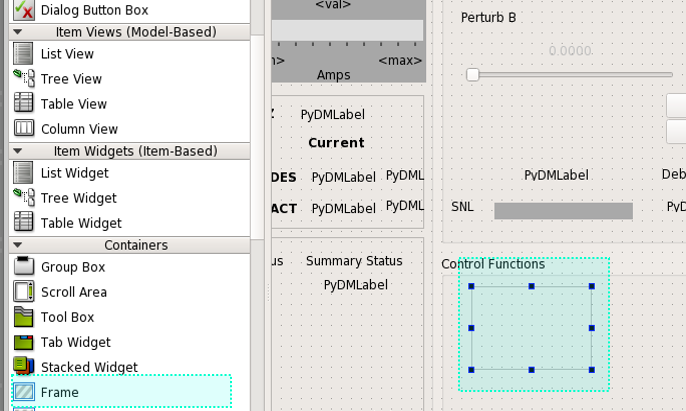 Dialog Button Box
Item Views (Model-Based)
List View
Tree View
Table View
Column View
Item Widgets (Item-Based)
List Widget
Tree Widget
Table Widget
Containers
Group Box
Scroll Area
Tool Box
Tab Widget
Stacked Widget
Frame
<val>
<max>
Amps
PyDMLabel
Current
DES PyDMLabel PyDML
ACT PyDMLabel PyDML
us Summary Status
PyDMLabel
Perturb B
0.0000
PyDMLabel Deb
SNL PyD
Control Functions